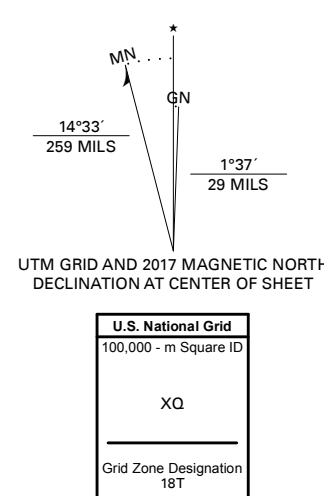 ★
MN
GN
14°33´
259 MILS
1°37´
29 MILS
UTM GRID AND 2017 MAGNETIC NORTH
DECLINATION AT CENTER OF SHEET
U.S. National Grid
100,000 - m Square ID
XQ
Grid Zone Designation
18T